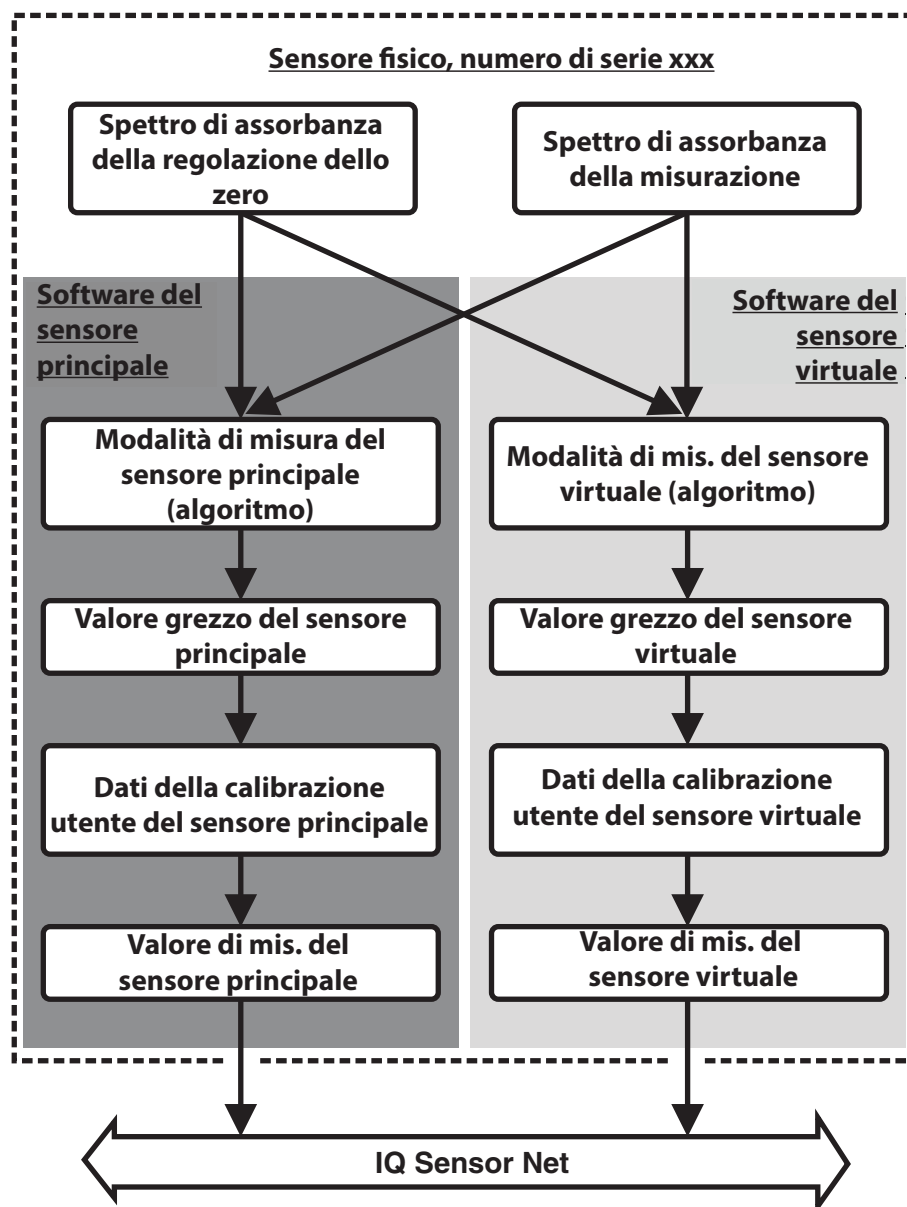 Sensore fisico, numero di serie xxx
Spettro di assorbanza
della regolazione dello
zero
Spettro di assorbanza
della misurazione
Software del
sensore
principale
Software del
sensore
virtuale
Modalità di misura del
sensore principale
(algoritmo)
Modalità di mis. del sensore
virtuale (algoritmo)
Valore grezzo del sensore
principale
Valore grezzo del sensore
virtuale
Dati della calibrazione
utente del sensore principale
Dati della calibrazione
utente del sensore virtuale
Valore di mis. del
sensore principale
Valore di mis. del
sensore virtuale
IQ Sensor Net